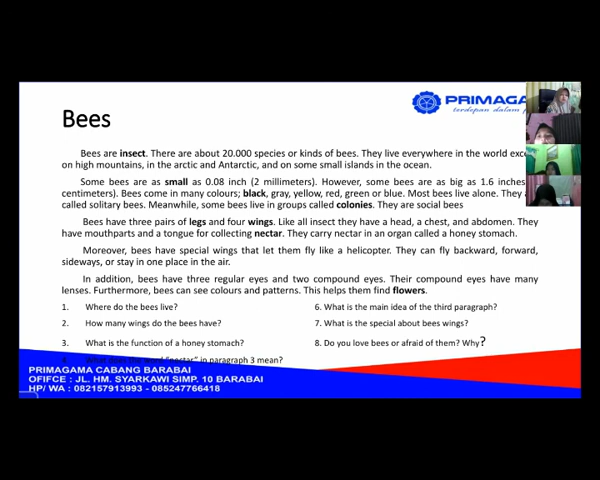 PRIMAGA
terdepan dalam p
Bees
Bees are insect. There are about 20.000 species or kinds of bees. They live everywhere in the world exce
on high mountains, in the arctic and Antarctic, and on some small islands in the ocean.
Some bees are as small as 0.08 inch (2 millimeters). However, some bees are as big as 1.6 inches
centimeters). Bees come in many colours; black, gray, yellow, red, green or blue. Most bees live alone. They
called solitary bees. Meanwhile, some bees live in groups called colonies. They are social bees
Bees have three pairs of legs and four wings. Like all insect they have a head, a chest, and abdomen. They
have mouthparts and a tongue for collecting nectar. They carry nectar in an organ called a honey stomach.
Moreover, bees have special wings that let them fly like a helicopter. They can fly backward, forward,
sideways, or stay in one place in the air.
In addition, bees have three regular eyes and two compound eyes. Their compound eyes have many
lenses. Furthermore, bees can see colours and patterns. This helps them find flowers.
1. Where do the bees live?
2. How many wings do the bees have?
3. What is the function of a honey stomach?
4. What does the word "nectar" in paragraph 3 mean?
6. What is the main idea of the third paragraph?
7. What is the special about bees wings?
8. Do you love bees or afraid of them? Why?
PRIMAGAMA CABANG BARABAI
OFIFCE : JL. HM. SYARKAWI SIMP. 10 BARABAI
HP/ WA : 082157913993 - 085247766418